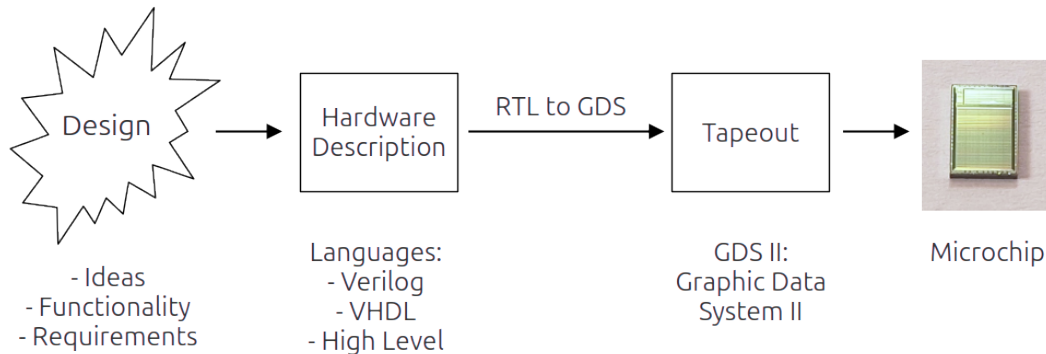 Design
Hardware
Description
RTL to GDS
Tapeout
- Ideas
- Functionality
- Requirements
Languages:
- Verilog
- VHDL
- High Level
GDS II:
Graphic Data
System II
Microchip